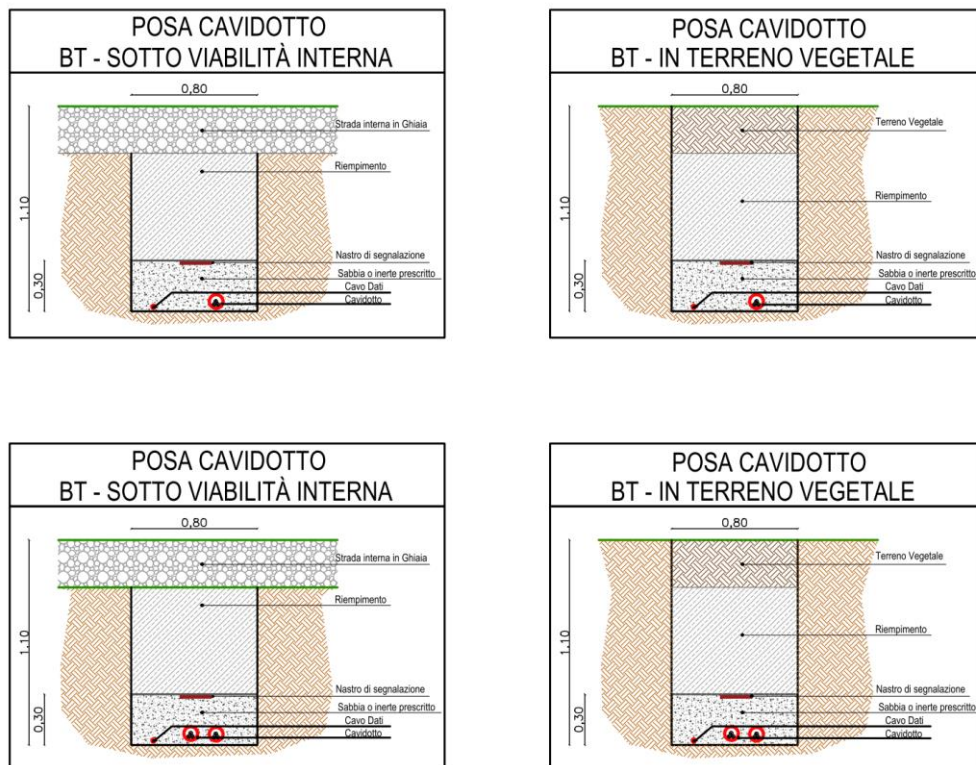 POSA CAVIDOTTO
BT - SOTTO VIABILITÀ INTERNA
0,80
Strada interna in Ghiaia
Riempimento
1,10
Nastro di segnalazione
0,30
Sabbia o inerte prescritto
Cavo Dati
Cavidotto
POSA CAVIDOTTO
BT - IN TERRENO VEGETALE
0,80
Terreno Vegetale
Riempimento
1,10
Nastro di segnalazione
0,30
Sabbia o inerte prescritto
Cavo Dati
Cavidotto
POSA CAVIDOTTO
BT - SOTTO VIABILITÀ INTERNA
0,80
Strada interna in Ghiaia
Riempimento
1,10
Nastro di segnalazione
0,30
Sabbia o inerte prescritto
Cavo Dati
Cavidotto
POSA CAVIDOTTO
BT - IN TERRENO VEGETALE
0,80
Terreno Vegetale
Riempimento
1,10
Nastro di segnalazione
0,30
Sabbia o inerte prescritto
Cavo Dati
Cavidotto